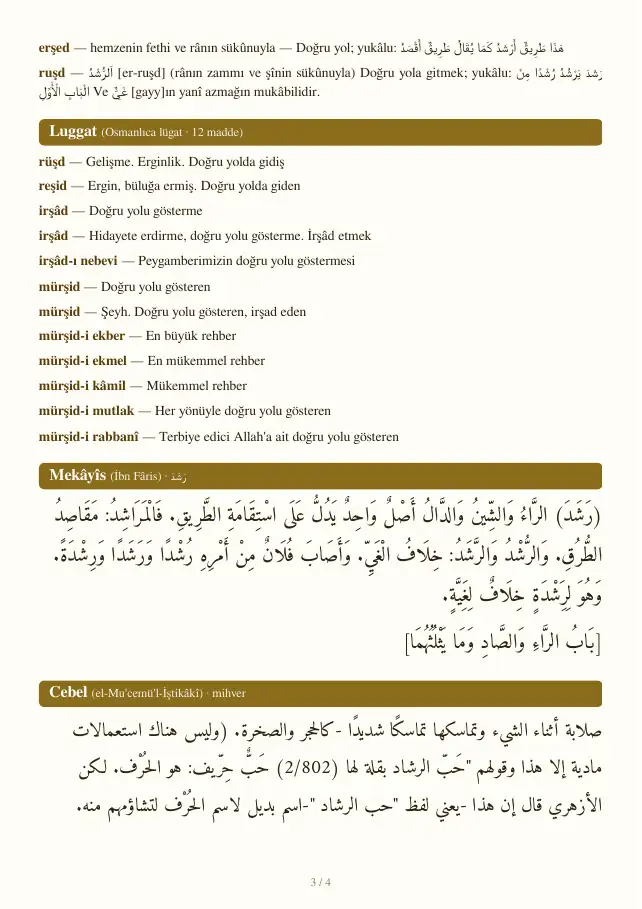 erşed — hemzenin fethi ve rânın sükûnuyla — Doğru yol; yukâlu: هَذَا طَرِيقٌ أَرْشَدُ كَمَا يُقَالُ طَرِيقٌ أَقْصَدُ
ruşd — اَلرُّشْدُ [er-ruşd] (rânın zammı ve şînin sükûnuyla) Doğru yola gitmek; yukâlu: رَشَدَ يَرْشُدُ رُشْدًا مِنْ
الْبَابِ الْأَوَّلِ Ve غَيٌّ [gayy]ın yanî azmağın mukâbilidir.
Luggat (Osmanlıca lügat · 12 madde)
rüşd — Gelişme. Erginlik. Doğru yolda gidiş
reşid — Ergin, büluğa ermiş. Doğru yolda giden
irşâd — Doğru yolu gösterme
irşâd — Hidayete erdirme, doğru yolu gösterme. İrşâd etmek
irşâd-ı nebevi — Peygamberimizin doğru yolu göstermesi
mürşid — Doğru yolu gösteren
mürşid — Şeyh. Doğru yolu gösteren, irşad eden
mürşid-i ekber — En büyük rehber
mürşid-i ekmel — En mükemmel rehber
mürşid-i kâmil — Mükemmel rehber
mürşid-i mutlak — Her yönüyle doğru yolu gösteren
mürşid-i rabbanî — Terbiye edici Allah'a ait doğru yolu gösteren
Mekâyîs (İbn Fâris) · رَشَدَ
(رَشَدَ) الرَّاءُ وَالشِّينُ وَالدَّالُ أَصْلٌ وَاحِدٌ يَدُلُّ عَلَى اسْتِقَامَةِ الطَّرِيقِ. فَالْمَرَاشِدُ: مَقَاصِدُ
الطُّرُقِ. وَالرُّشْدُ وَالرَّشَدُ: خِلَافُ الْغَيِّ. وَأَصَابَ فُلَانٌ مِنْ أَمْرِهِ رُشْدًا وَرَشَدًا وَرِشْدَةً.
وَهُوَ لِرَشْدَةٍ خِلَافُ لِغَيَّةٍ.
[بَابُ الرَّاءِ وَالصَّادِ وَمَا يَثْلُثُهُمَا]
Cebel (el-Mu'cemü'l-İştikâkî) · mihver
صلابة أثناء الشيء وتماسكها تماسكًا شديدًا -كالحجر والصخرة. (وليس هناك استعمالات
مادية إلا هذا وقولهم "حَبّ الرشاد بقلة لها (2/802) حَبٌّ حِرّيف: هو الحُرْف. لكن
الأزهري قال إن هذا -يعني لفظ "حب الرشاد "-اسم بديل لاسم الحُرْف لتشاؤمهم منه.
3 / 4